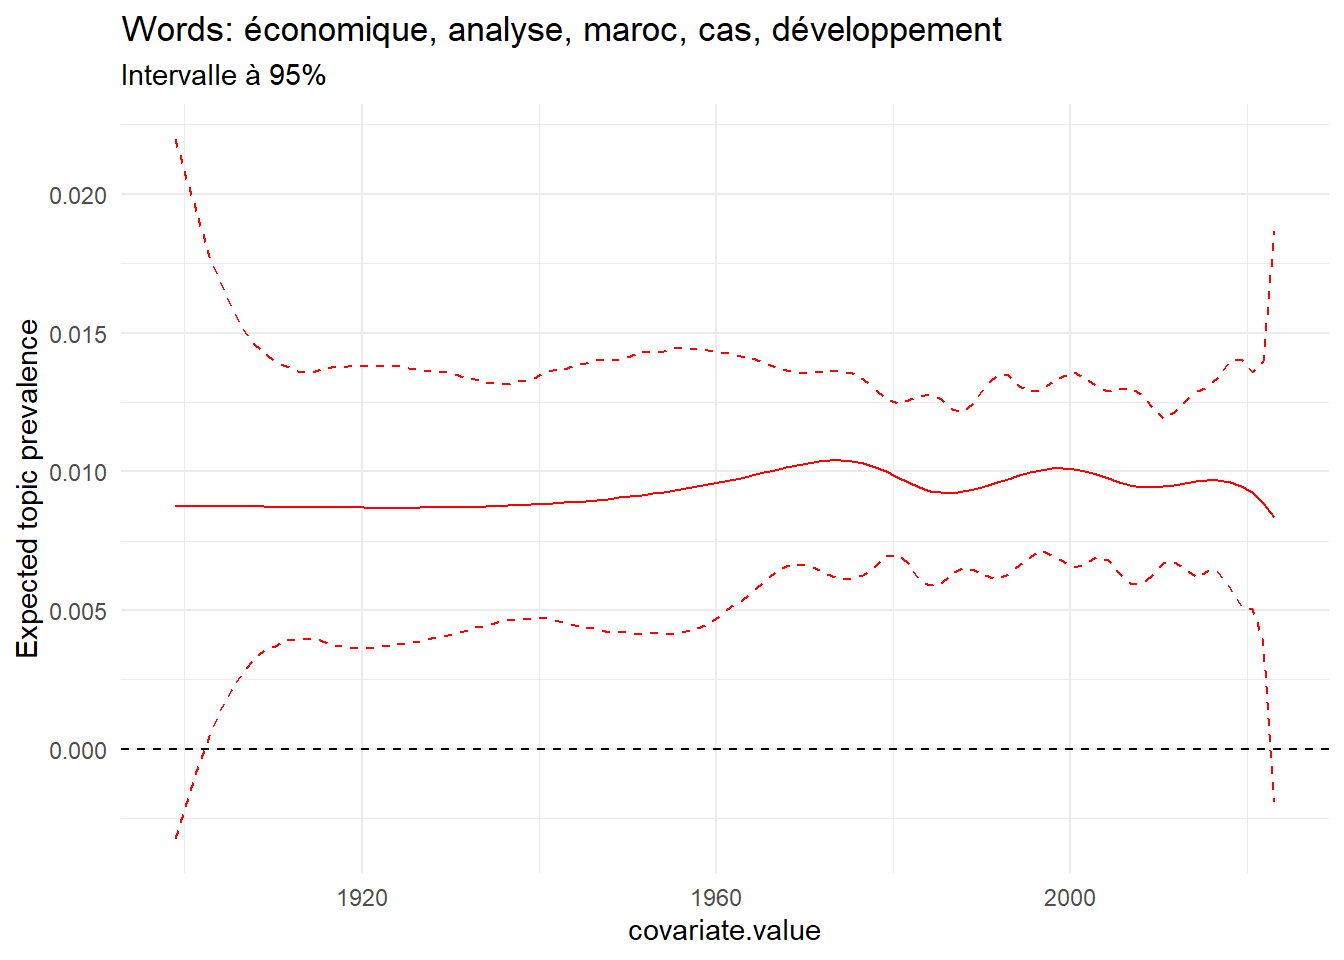 Words: économique, analyse, maroc, cas, développement
Intervalle à 95%
Expected topic prevalence
0.020
0.015
0.010
0.005
0.000
1920
1960
2000
covariate.value